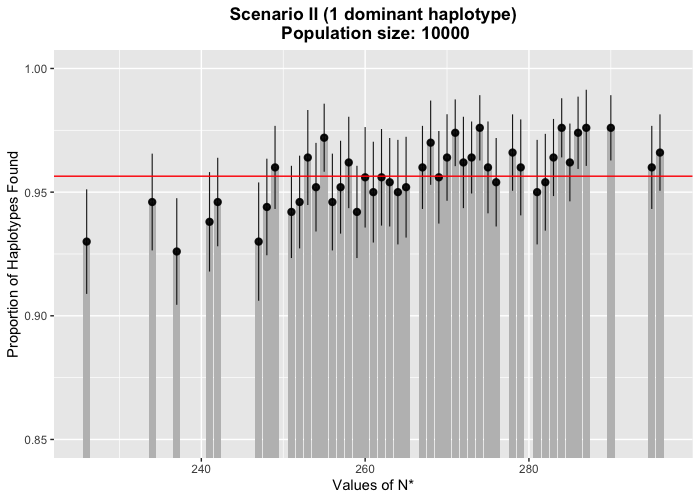 Scenario II (1 dominant haplotype)
Population size: 10000
Proportion of Haplotypes Found
1.00
0.95
0.90
0.85
240 260 280
Values of N*